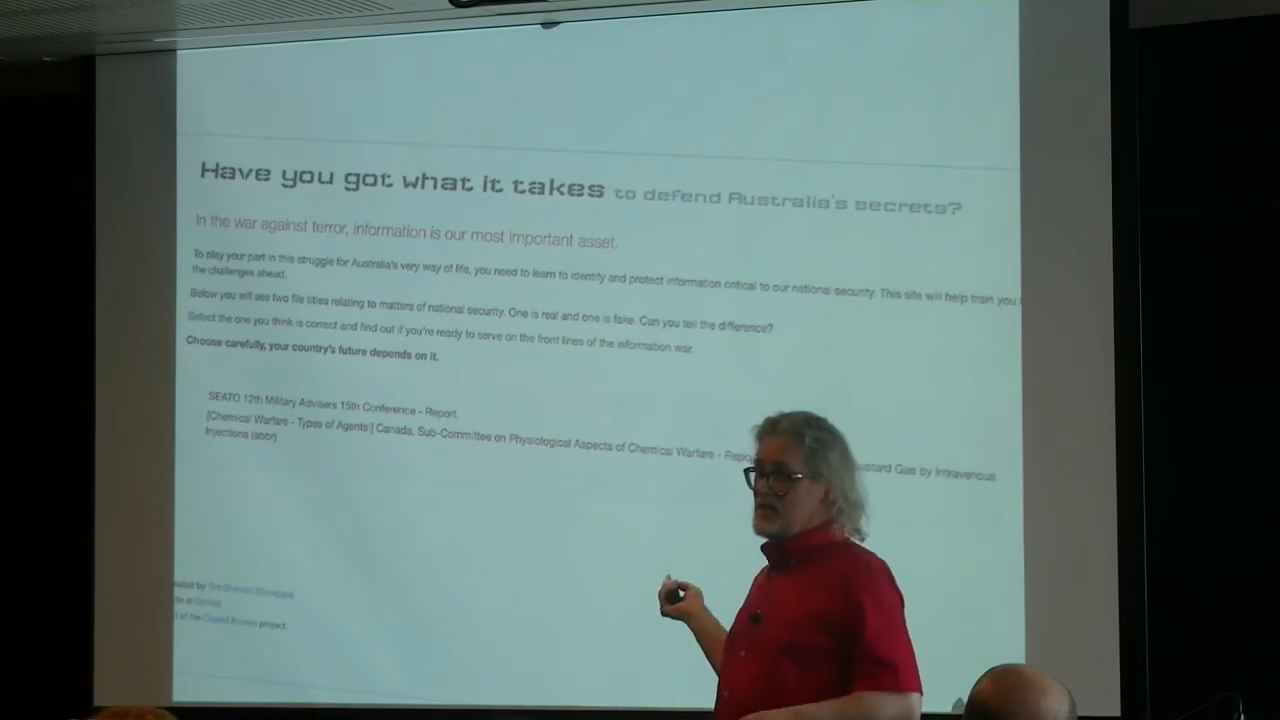 Have you got what it takes to defend Australia's secrets?
In the war against terror, information is our most important asset.
To play your part in this struggle for Australia's very way of life, you need to learn to identify and protect information critical to our national security. This site will help train you
the challenges ahead.
Below you will see two file titles relating to matters of national security. One is real and one is fake. Can you tell the difference?
Select the one you think is correct and find out if you're ready to serve on the front lines of the information war.
Choose carefully, your country's future depends on it.
SEATO 12th Military Advisers 15th Conference - Report.
[Chemical Warfare - Types of Agents:] Canada, Sub-Committee on Physiological Aspects of Chemical Warfare - Gas by Intravenous
Injections (abbr)
by
at
of the project.